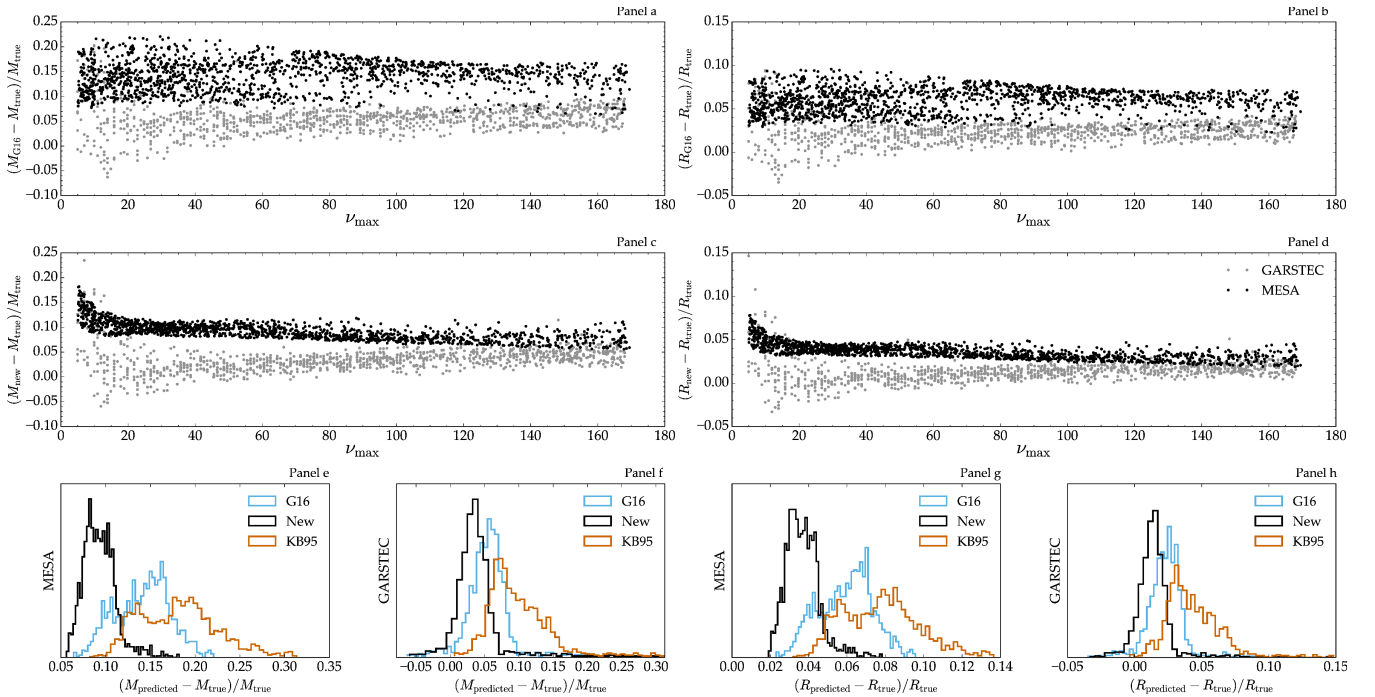 Panel a
0.25
0.20
0.15
0.10
0.05
0.00
−0.05
−0.10
(M_G16 − M_true)/M_true
0 20 40 60 80 100 120 140 160 180
ν_max
Panel b
0.15
0.10
0.05
0.00
−0.05
(R_G16 − R_true)/R_true
0 20 40 60 80 100 120 140 160 180
ν_max
Panel c
0.25
0.20
0.15
0.10
0.05
0.00
−0.05
−0.10
(M_new − M_true)/M_true
0 20 40 60 80 100 120 140 160 180
ν_max
Panel d
0.15
0.10
0.05
0.00
−0.05
(R_new − R_true)/R_true
GARSTEC
MESA
0 20 40 60 80 100 120 140 160 180
ν_max
Panel e
MESA
G16
New
KB95
0.05 0.10 0.15 0.20 0.25 0.30 0.35
(M_predicted − M_true)/M_true
Panel f
GARSTEC
G16
New
KB95
−0.05 0.00 0.05 0.10 0.15 0.20 0.25 0.30
(M_predicted − M_true)/M_true
Panel g
MESA
G16
New
KB95
0.00 0.02 0.04 0.06 0.08 0.10 0.12 0.14
(R_predicted − R_true)/R_true
Panel h
GARSTEC
G16
New
KB95
−0.05 0.00 0.05 0.10 0.15
(R_predicted − R_true)/R_true